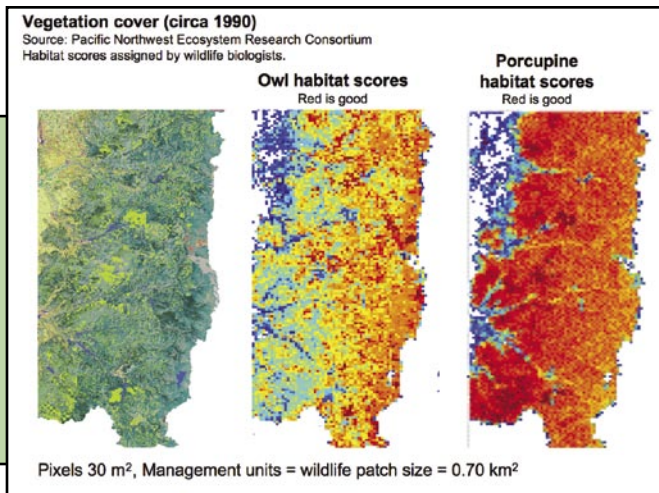 Vegetation cover (circa 1990)
Source: Pacific Northwest Ecosystem Research Consortium
Habitat scores assigned by wildlife biologists.
Owl habitat scores
Red is good
Porcupine
habitat scores
Red is good
Pixels 30 m², Management units = wildlife patch size = 0.70 km²